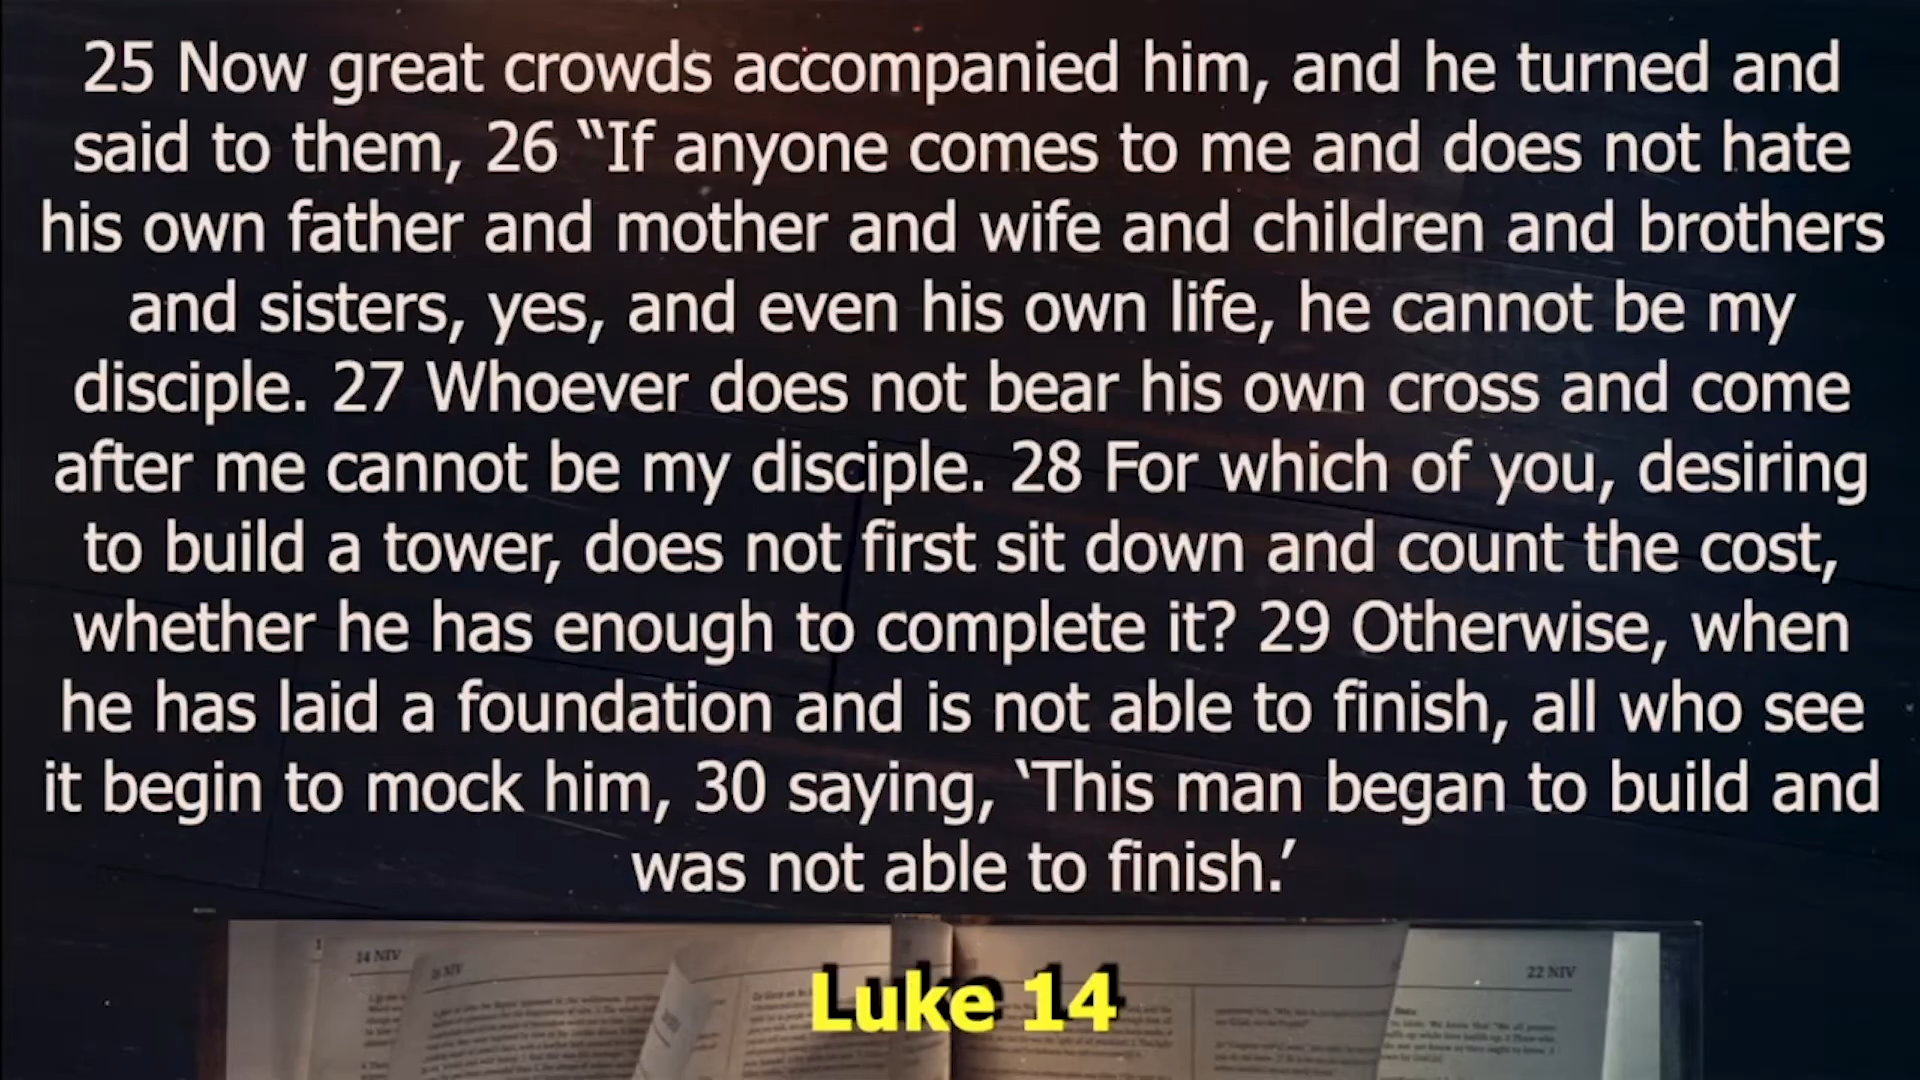 25 Now great crowds accompanied him, and he turned and
said to them, 26 “If anyone comes to me and does not hate
his own father and mother and wife and children and brothers
and sisters, yes, and even his own life, he cannot be my
disciple. 27 Whoever does not bear his own cross and come
after me cannot be my disciple. 28 For which of you, desiring
to build a tower, does not first sit down and count the cost,
whether he has enough to complete it? 29 Otherwise, when
he has laid a foundation and is not able to finish, all who see
it begin to mock him, 30 saying, ‘This man began to build and
was not able to finish.’
14 NIV
22 NIV
Luke 14